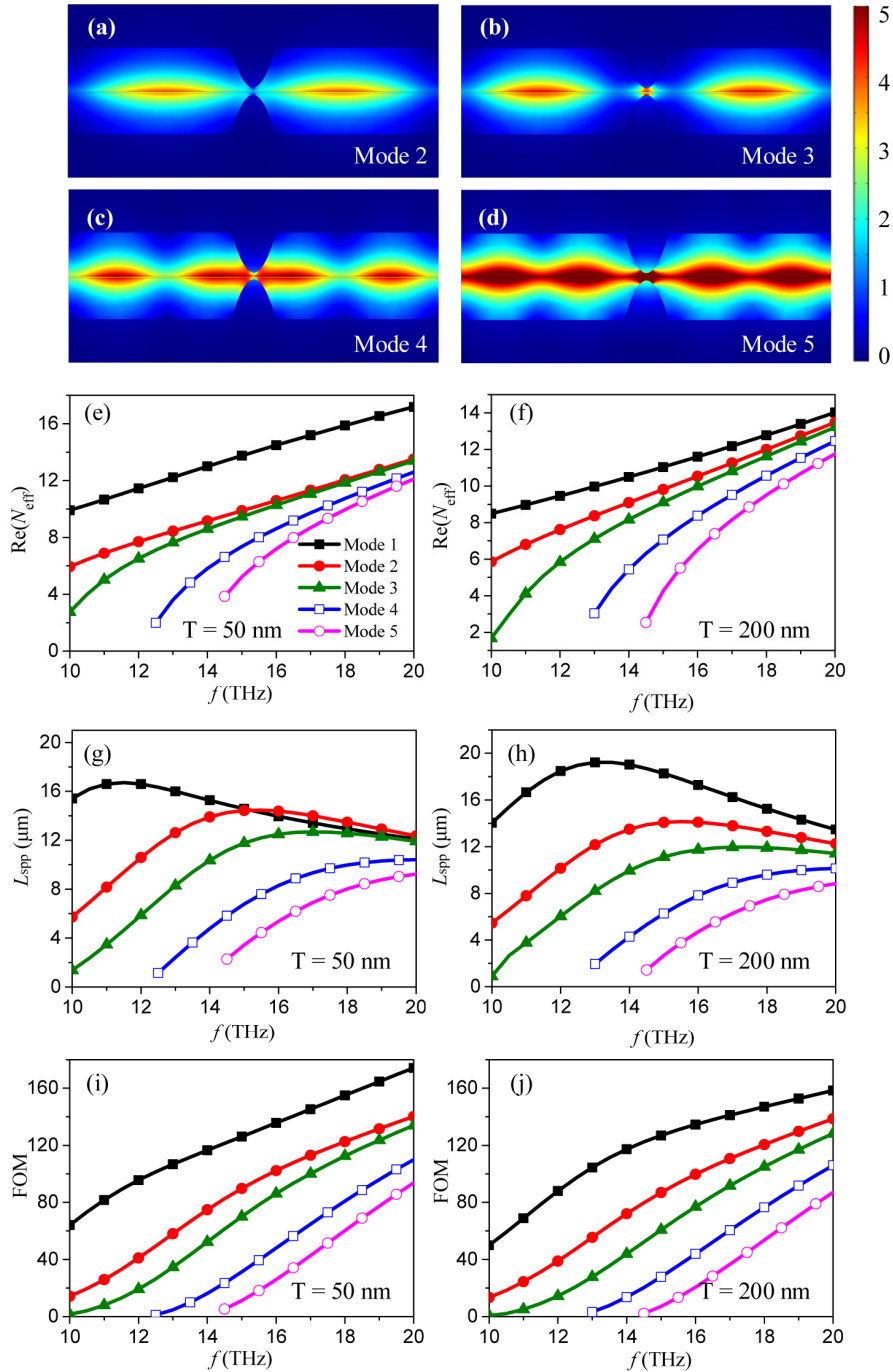 (a)
Mode 2
(b)
Mode 3
(c)
Mode 4
(d)
Mode 5
5
4
3
2
1
0
(e)
Re(Neff)
16
12
8
4
0
Mode 1
Mode 2
Mode 3
Mode 4
Mode 5
T = 50 nm
10 12 14 16 18 20
f (THz)
(f)
Re(Neff)
16
14
12
10
8
6
4
2
T = 200 nm
10 12 14 16 18 20
f (THz)
(g)
Lspp (μm)
20
16
12
8
4
0
T = 50 nm
10 12 14 16 18 20
f (THz)
(h)
Lspp (μm)
20
16
12
8
4
0
T = 200 nm
10 12 14 16 18 20
f (THz)
(i)
FOM
160
120
80
40
0
T = 50 nm
10 12 14 16 18 20
f (THz)
(j)
FOM
160
120
80
40
0
T = 200 nm
10 12 14 16 18 20
f (THz)